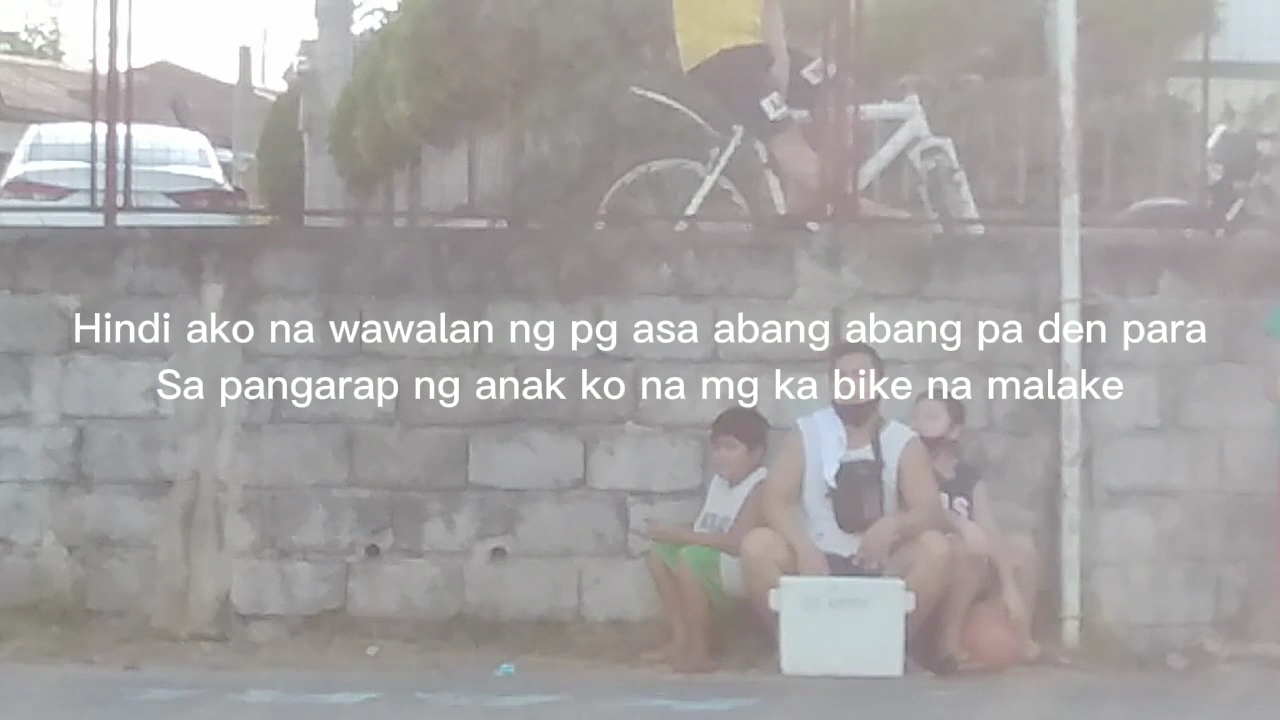 Hindi ako na wawalan ng pg asa abang abang pa den para
Sa pangarap ng anak ko na mg ka bike na malake